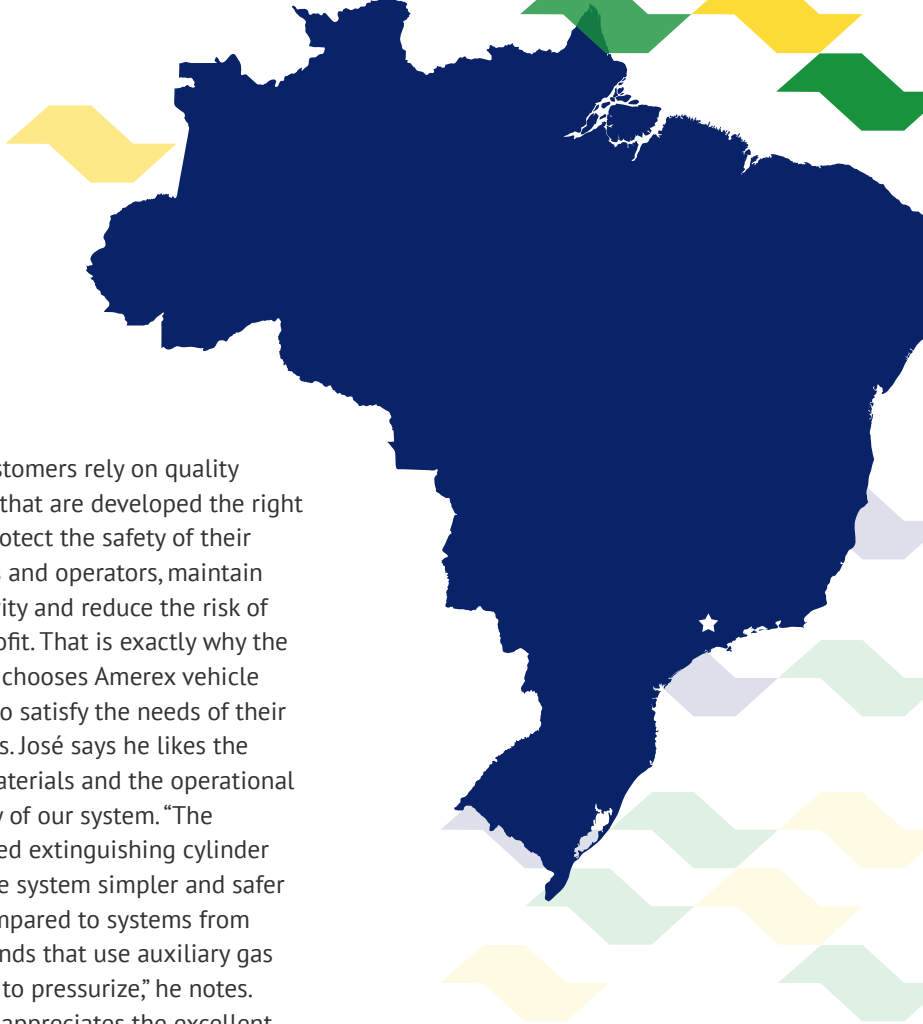 stomers rely on quality
that are developed the right
otect the safety of their
s and operators, maintain
ity and reduce the risk of
ofit. That is exactly why the
chooses Amerex vehicle
o satisfy the needs of their
s. José says he likes the
aterials and the operational
y of our system. “The
ed extinguishing cylinder
e system simpler and safer
mpared to systems from
nds that use auxiliary gas
to pressurize,” he notes.
appreciates the excellent